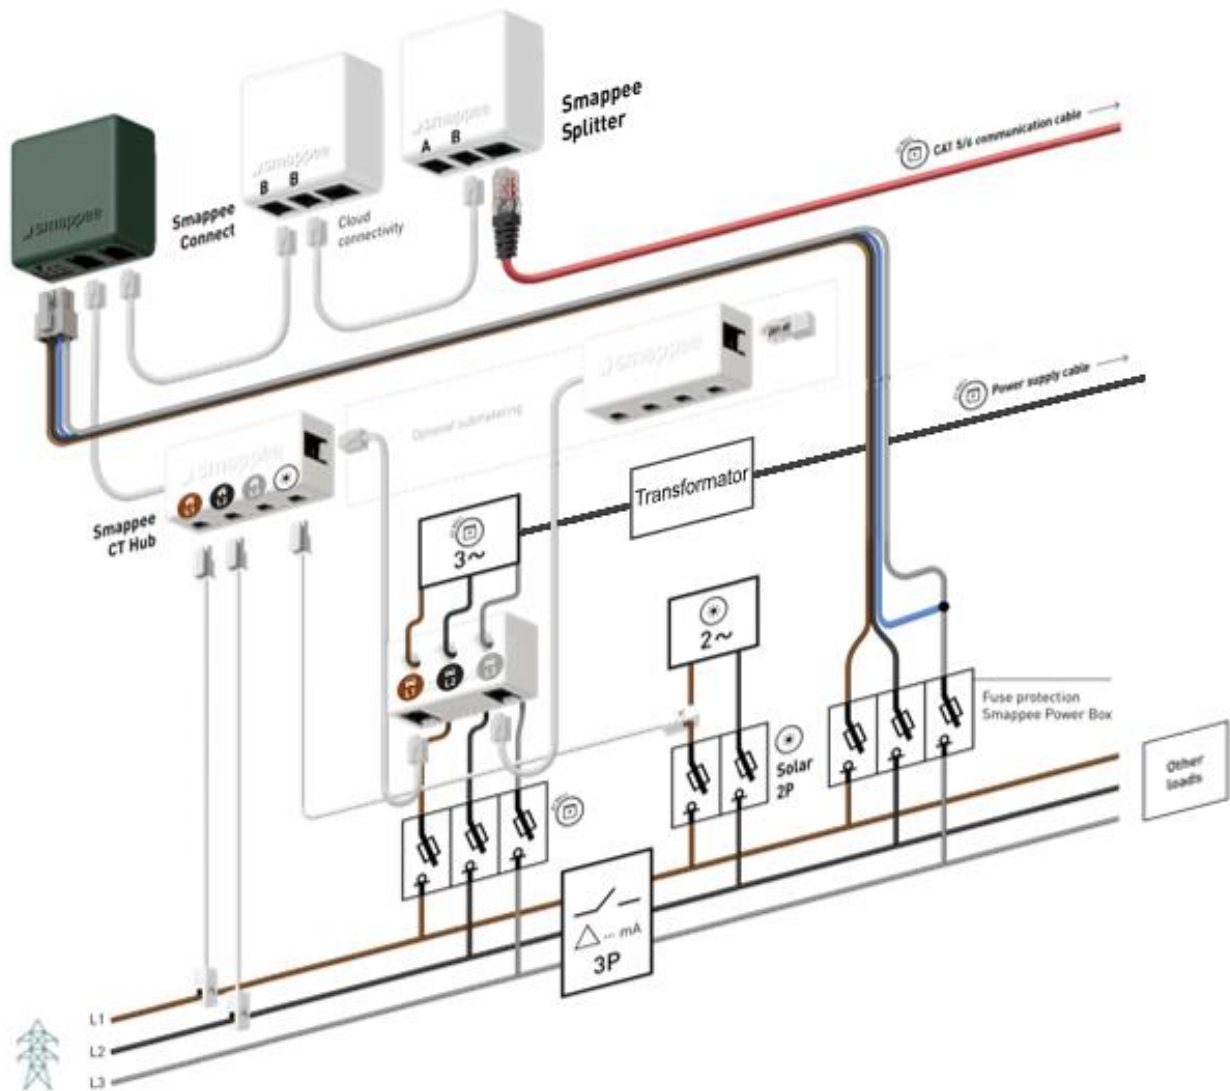 Smappee
Splitter
smappee
A B
CAT 5/6 communication cable
smappee
B B
Cloud
connectivity
Smappee
Connect
smappee
smappee
Power supply cable
Optional submetering
smappee
Smappee
CT Hub
Transformator
3~
2~
L1
L2
Fuse protection
Smappee Power Box
Solar
2P
Other
loads
... mA
3P
L1
L2
L3